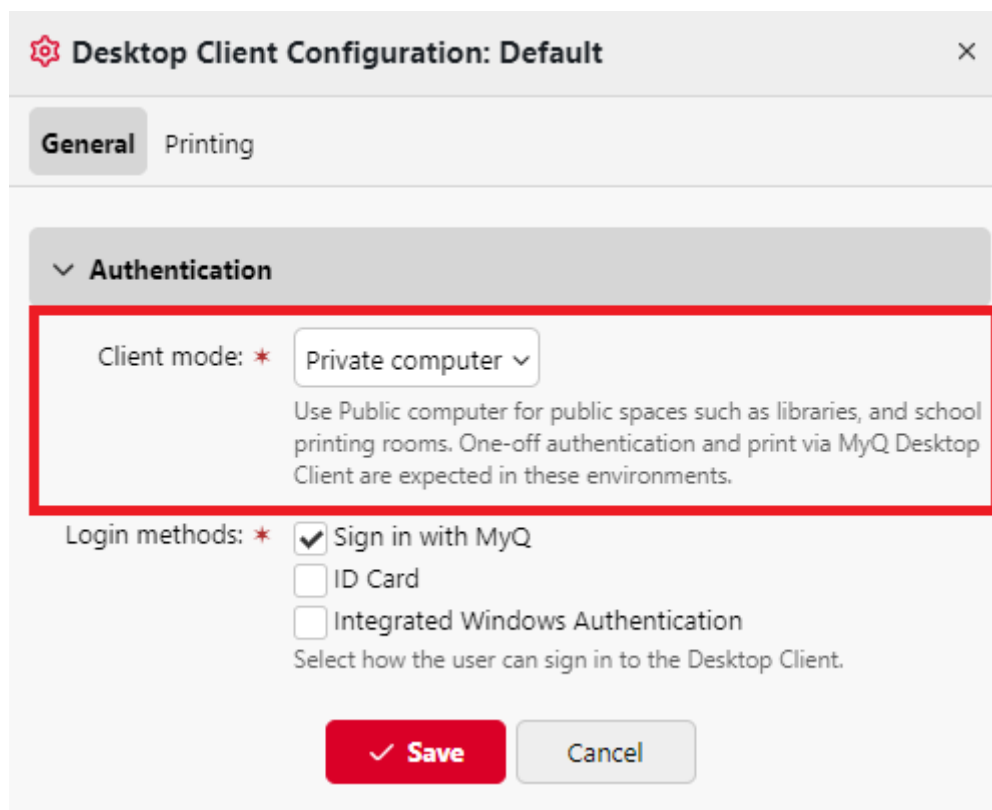 Desktop Client Configuration: Default
General Printing
Authentication
Client mode: * Private computer
Use Public computer for public spaces such as libraries, and school
printing rooms. One-off authentication and print via MyQ Desktop
Client are expected in these environments.
Login methods: * Sign in with MyQ
ID Card
Integrated Windows Authentication
Select how the user can sign in to the Desktop Client.
Save Cancel